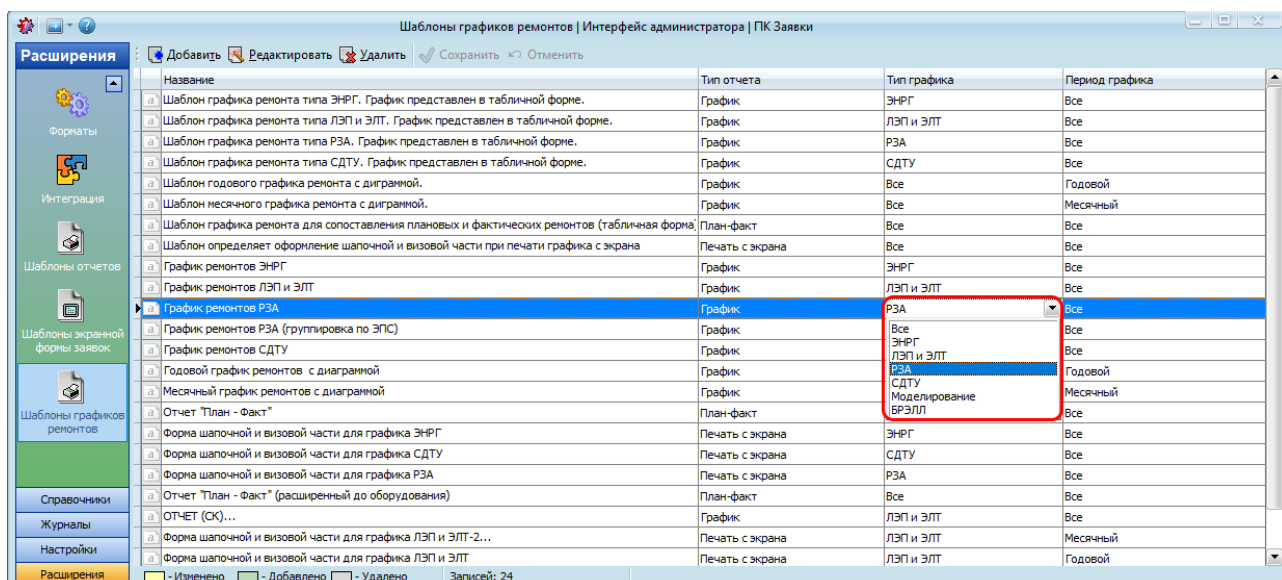 Шаблоны графиков ремонтов | Интерфейс администратора | ПК Заявки
Расширения
Добавить Редактировать Удалить Сохранить Отменить
Форматы
Интеграция
Шаблоны отчетов
Шаблоны экранной
формы заявок
Шаблоны графиков
ремонтов
Справочники
Журналы
Настройки
Расширения
Название Тип отчета Тип графика Период графика
Шаблон графика ремонта типа ЭНРГ. График представлен в табличной форме. График ЭНРГ Все
Шаблон графика ремонта типа ЛЭП и ЭЛТ. График представлен в табличной форме. График ЛЭП и ЭЛТ Все
Шаблон графика ремонта типа РЗА. График представлен в табличной форме. График РЗА Все
Шаблон графика ремонта типа СДТУ. График представлен в табличной форме. График СДТУ Все
Шаблон годового графика ремонта с диграммой. График Все Годовой
Шаблон месячного графика ремонта с диграммой. График Все Месячный
Шаблон графика ремонта для сопоставления плановых и фактических ремонтов (табличная форма) План-факт Все Все
Шаблон определяет оформление шапочной и визовой части при печати графика с экрана Печать с экрана Все Все
График ремонтов ЭНРГ График ЭНРГ Все
График ремонтов ЛЭП и ЭЛТ График ЛЭП и ЭЛТ Все
График ремонтов РЗА График РЗА Все
График ремонтов РЗА (группировка по ЭПС) График Все
График ремонтов СДТУ График Все
Годовой график ремонтов с диаграммой График Годовой
Месячный график ремонтов с диаграммой График Месячный
Отчет "План - Факт" План-факт Все
Все
ЭНРГ
ЛЭП и ЭЛТ
РЗА
СДТУ
Моделирование
БРЭЛЛ
Форма шапочной и визовой части для графика ЭНРГ Печать с экрана ЭНРГ Все
Форма шапочной и визовой части для графика СДТУ Печать с экрана СДТУ Все
Форма шапочной и визовой части для графика РЗА Печать с экрана РЗА Все
Отчет "План - Факт" (расширенный до оборудования) План-факт Все Все
ОТЧЕТ (СК)... График ЛЭП и ЭЛТ Все
Форма шапочной и визовой части для графика ЛЭП и ЭЛТ-2... Печать с экрана ЛЭП и ЭЛТ Месячный
Форма шапочной и визовой части для графика ЛЭП и ЭЛТ Печать с экрана ЛЭП и ЭЛТ Годовой
- Изменено - Добавлено - Удалено Записей: 24